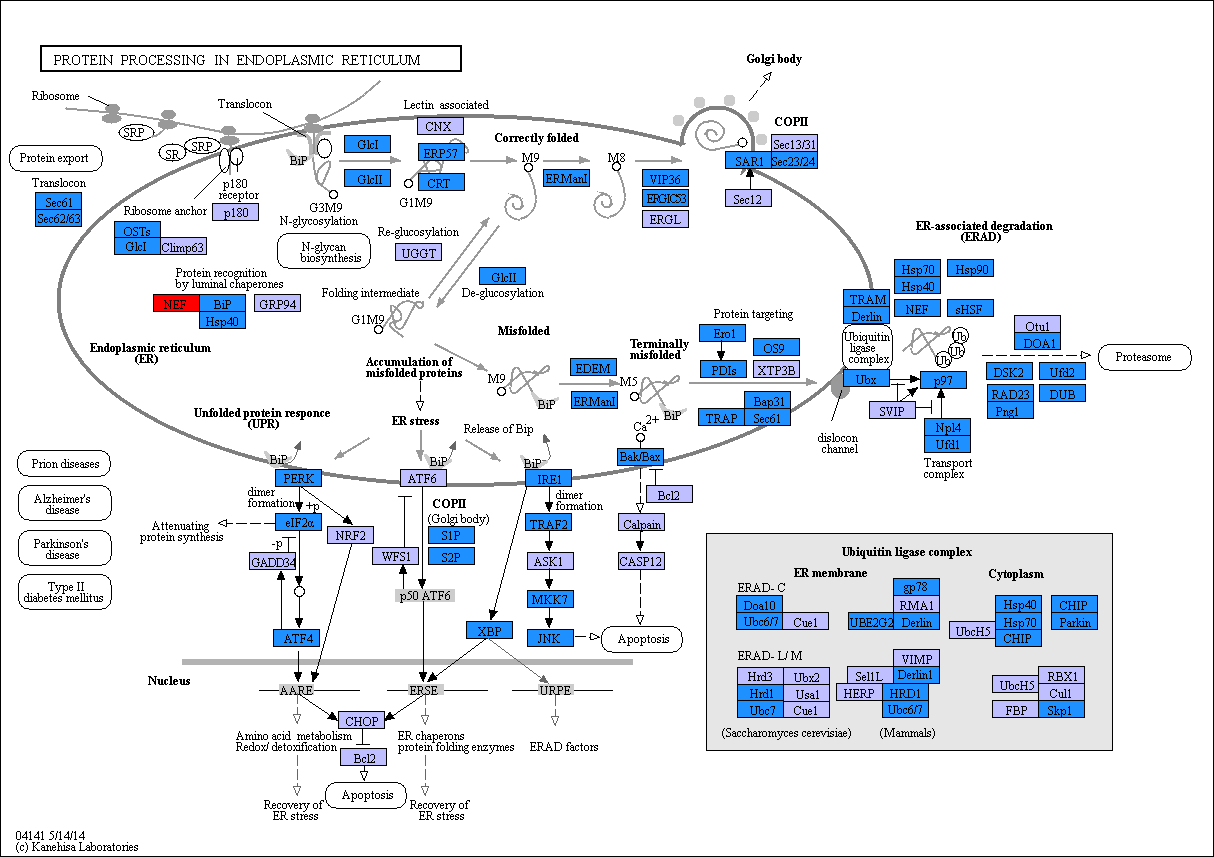 PROTEIN PROCESSING IN ENDOPLASMIC RETICULUM
Golgi body
Ribosome
Translocon
Lectin associated
SRP
SR
SRP
BiP
GlcI
GlcII
CNX
ERP57
CRT
G1M9
Correctly folded
M9
ERManI
M8
VIP36
ERGIC53
ERGL
COPII
Sec13/31
SAR1
Sec23/24
Sec12
Protein export
Translocon
Sec61
Sec62/63
p180
receptor
Ribosome anchor
p180
OSTs
GlcI
Climp63
G3M9
N-glycosylation
N-glycan
biosynthesis
Re-glucosylation
UGGT
GlcII
De-glucosylation
Protein recognition
by luminal chaperones
NEF
BiP
GRP94
Hsp40
Folding intermediate
G1M9
Endoplasmic reticulum
(ER)
Misfolded
Accumulation of
misfolded proteins
M9
BiP
EDEM
ERManI
Terminally
misfolded
M5
BiP
Protein targeting
Ero1
OS9
PDIs
XTP3B
Bap31
TRAP
Sec61
ER-associated degradation
(ERAD)
Hsp70
Hsp90
Hsp40
TRAM
NEF
sHSF
Derlin
Ubiquitin
ligase
complex
Ub
Ub
Ub
Otu1
DOA1
Proteasome
Ubx
p97
DSK2
Ufd2
RAD23
DUB
Png1
SVIP
Npl4
Ufd1
Transport
complex
dislocon
channel
Unfolded protein responce
(UPR)
ER stress
Release of Bip
Ca2+
Bak/Bax
BiP
PERK
BiP
ATF6
BiP
IRE1
Bcl2
Prion diseases
Alzheimer's
disease
Parkinson's
disease
Type II
diabetes mellitus
dimer
formation
+p
eIF2α
Attenuating
protein synthesis
-p
GADD34
NRF2
ATF4
COPII
(Golgi body)
S1P
S2P
WFS1
p50 ATF6
dimer
formation
TRAF2
ASK1
MKK7
JNK
XBP
Calpain
CASP12
Apoptosis
Nucleus
AARE
ERSE
URPE
CHOP
Bcl2
Apoptosis
Amino acid metabolism
Redox/ detoxification
ER chaperons
protein folding enzymes
ERAD factors
Recovery of
ER stress
Recovery of
ER stress
Ubiquitin ligase complex
ER membrane
Cytoplasm
ERAD- C
Doa10
Ubc6/7
Cue1
gp78
RMA1
UBE2G2
Derlin
Hsp40
CHIP
UbcH5
Hsp70
Parkin
CHIP
ERAD- L/ M
Hrd3
Ubx2
Hrd1
Usa1
Ubc7
Cue1
VIMP
Sel1L
Derlin1
HERP
HRD1
Ubc6/7
UbcH5
RBX1
Cul1
FBP
Skp1
(Saccharomyces cerevisiae)
(Mammals)
04141 5/14/14
(c) Kanehisa Laboratories